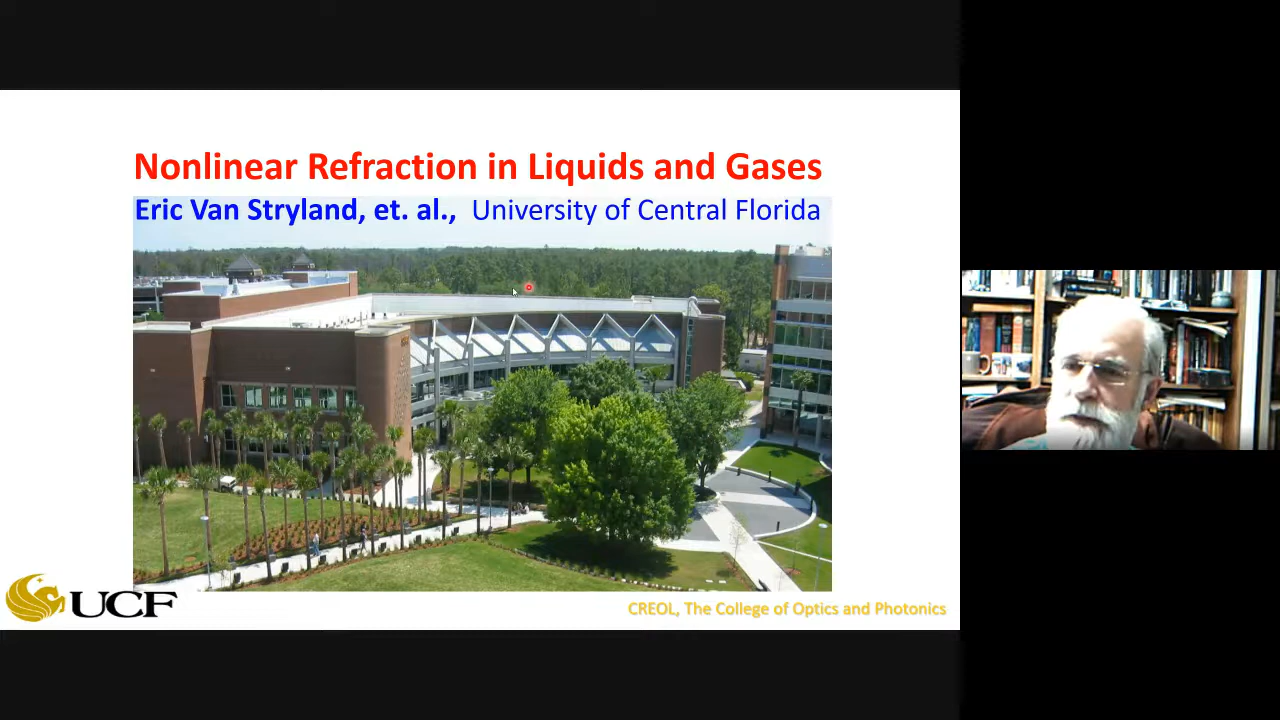 Nonlinear Refraction in Liquids and Gases
Eric Van Stryland, et. al., University of Central Florida
UCF
CREOL, The College of Optics and Photonics